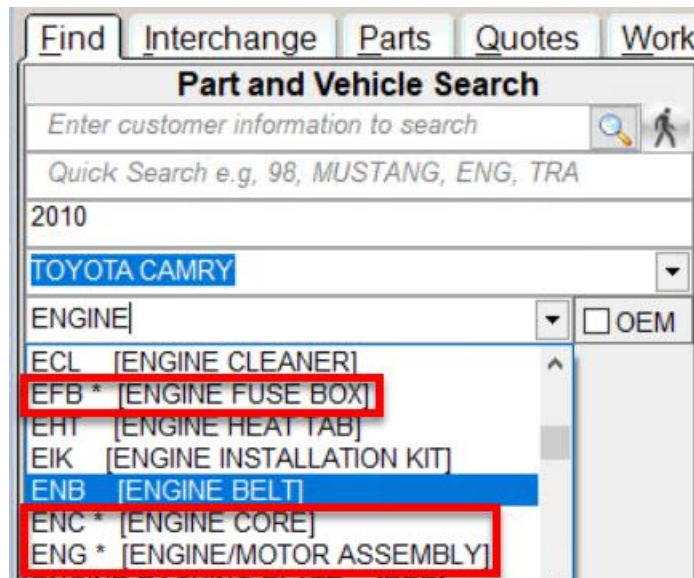 Find Interchange Parts Quotes Work
Part and Vehicle Search
Enter customer information to search
Quick Search e.g, 98, MUSTANG, ENG, TRA
2010
TOYOTA CAMRY
ENGINE OEM
ECL [ENGINE CLEANER]
EFB * [ENGINE FUSE BOX]
EHT [ENGINE HEAT TAB]
EIK [ENGINE INSTALLATION KIT]
ENB [ENGINE BELT]
ENC * [ENGINE CORE]
ENG * [ENGINE/MOTOR ASSEMBLY]